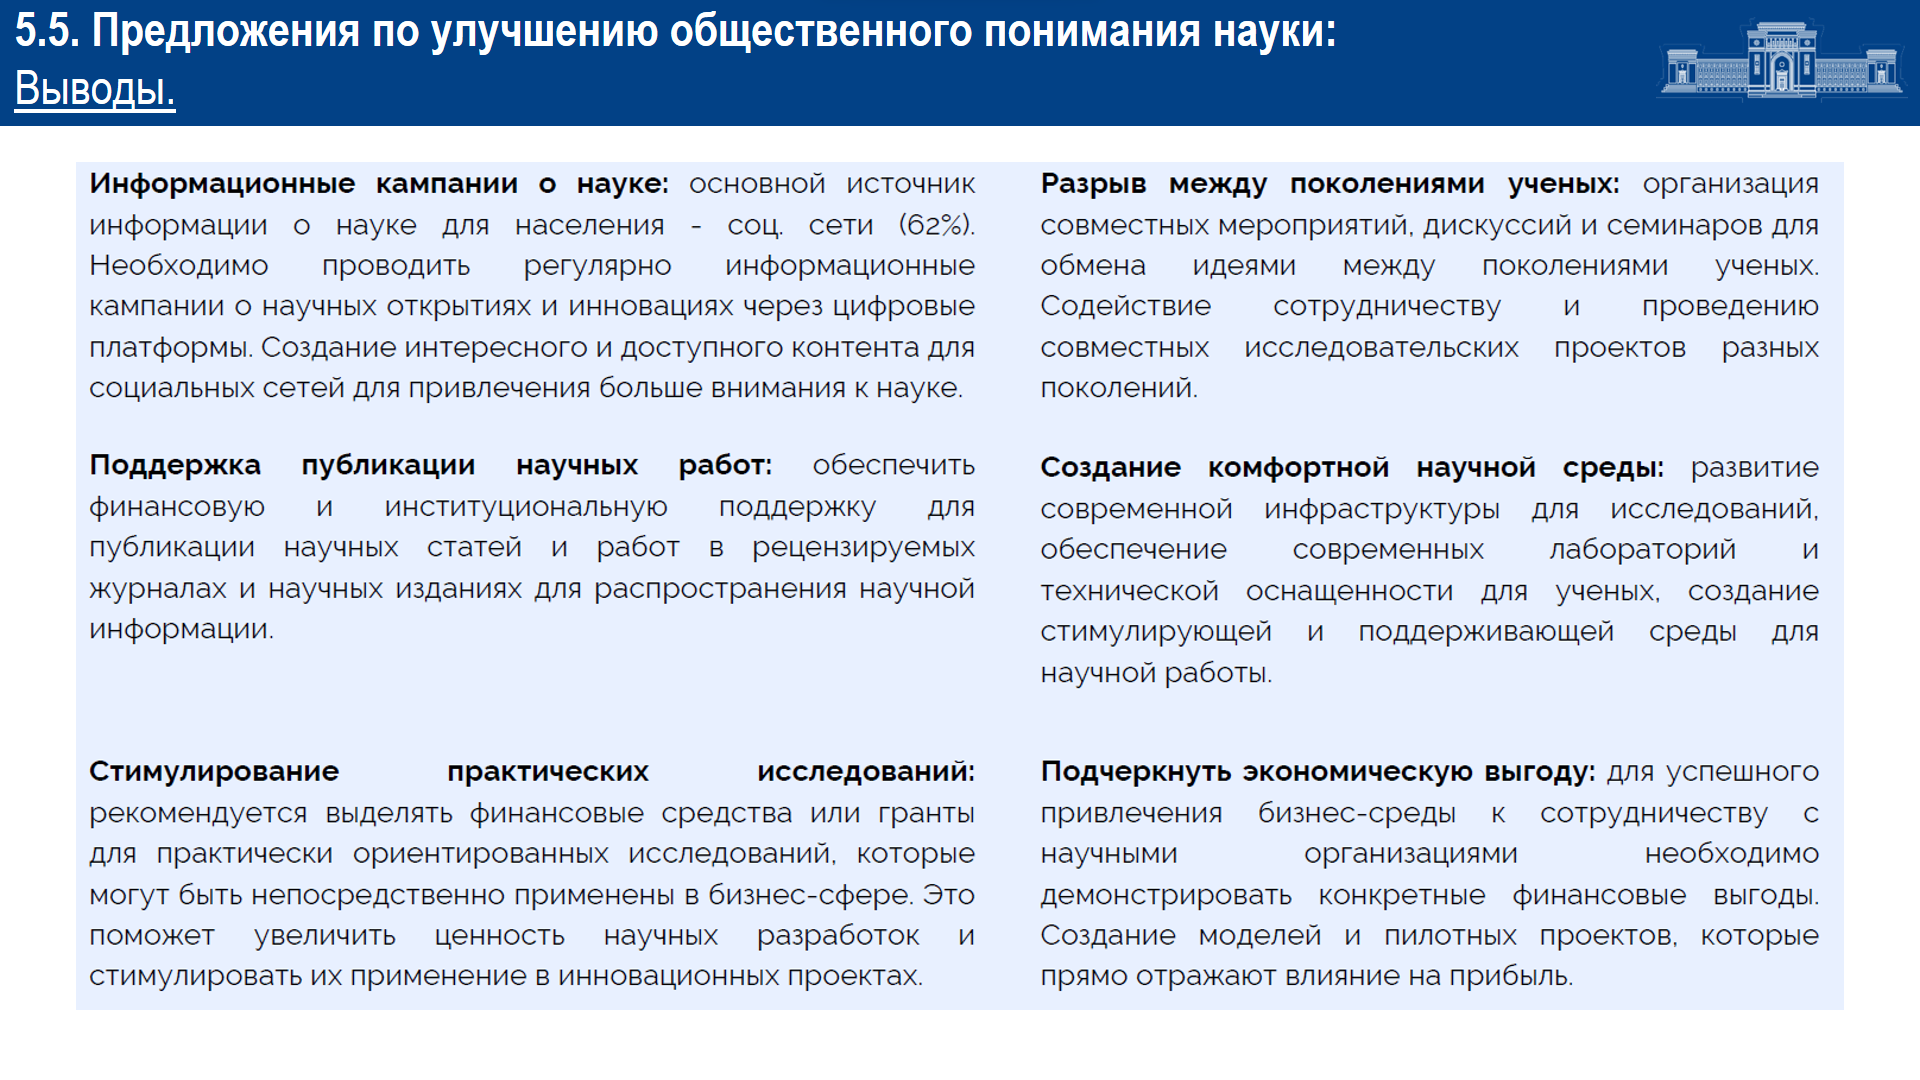 5.5. Предложения по улучшению общественного понимания науки:
Выводы.
Информационные кампании о науке: основной источник
информации о науке для населения - соц. сети (62%).
Необходимо проводить регулярно информационные
кампании о научных открытиях и инновациях через цифровые
платформы. Создание интересного и доступного контента для
социальных сетей для привлечения больше внимания к науке.
Поддержка публикации научных работ: обеспечить
финансовую и институциональную поддержку для
публикации научных статей и работ в рецензируемых
журналах и научных изданиях для распространения научной
информации.
Стимулирование практических исследований:
рекомендуется выделять финансовые средства или гранты
для практически ориентированных исследований, которые
могут быть непосредственно применены в бизнес-сфере. Это
поможет увеличить ценность научных разработок и
стимулировать их применение в инновационных проектах.
Разрыв между поколениями ученых: организация
совместных мероприятий, дискуссий и семинаров для
обмена идеями между поколениями ученых.
Содействие сотрудничеству и проведению
совместных исследовательских проектов разных
поколений.
Создание комфортной научной среды: развитие
современной инфраструктуры для исследований,
обеспечение современных лабораторий и
технической оснащенности для ученых, создание
стимулирующей и поддерживающей среды для
научной работы.
Подчеркнуть экономическую выгоду: для успешного
привлечения бизнес-среды к сотрудничеству с
научными организациями необходимо
демонстрировать конкретные финансовые выгоды.
Создание моделей и пилотных проектов, которые
прямо отражают влияние на прибыль.